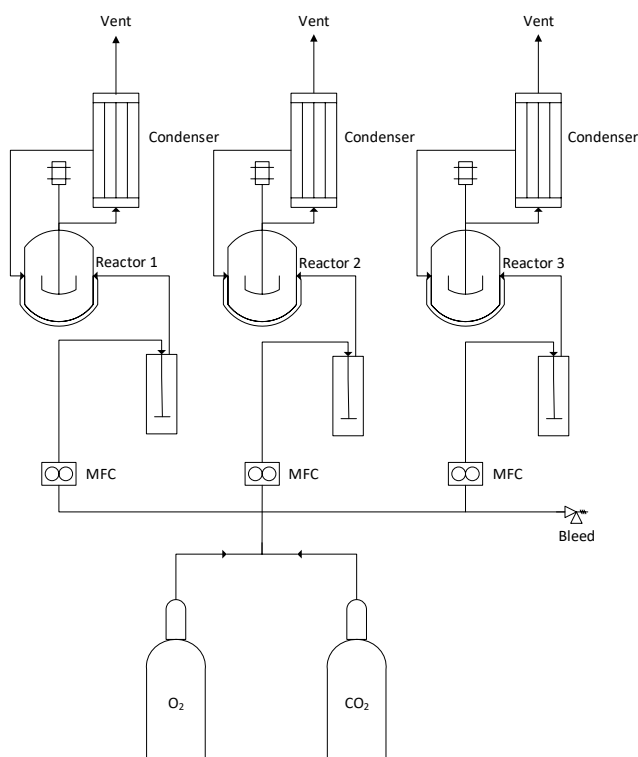 Vent
Vent
Vent
Condenser
Condenser
Condenser
Reactor 1
Reactor 2
Reactor 3
MFC
MFC
MFC
Bleed
O₂
CO₂